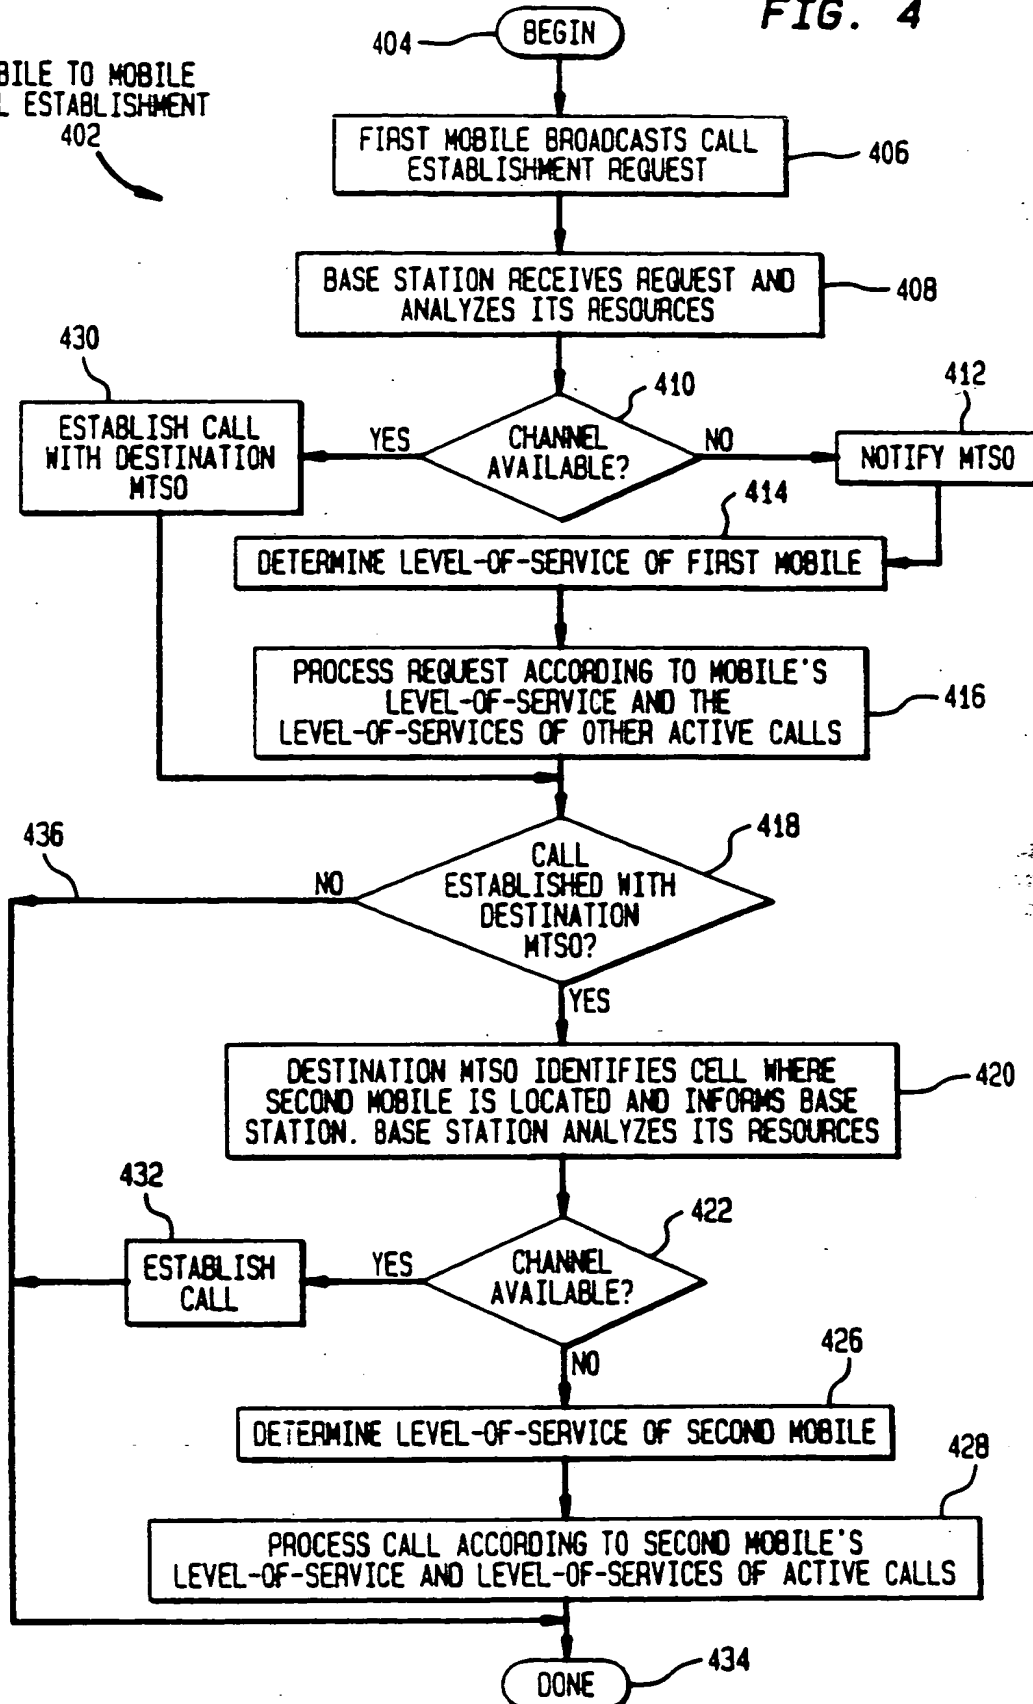 FIG. 4
BEGIN
404
BILE TO MOBILE
L ESTABLISHMENT
402
FIRST MOBILE BROADCASTS CALL
ESTABLISHMENT REQUEST
406
BASE STATION RECEIVES REQUEST AND
ANALYZES ITS RESOURCES
408
430
410
412
ESTABLISH CALL
WITH DESTINATION
MTSO
YES
CHANNEL
AVAILABLE?
NO
NOTIFY MTSO
414
DETERMINE LEVEL-OF-SERVICE OF FIRST MOBILE
PROCESS REQUEST ACCORDING TO MOBILE'S
LEVEL-OF-SERVICE AND THE
LEVEL-OF-SERVICES OF OTHER ACTIVE CALLS
416
436
418
NO
CALL
ESTABLISHED WITH
DESTINATION
MTSO?
YES
DESTINATION MTSO IDENTIFIES CELL WHERE
SECOND MOBILE IS LOCATED AND INFORMS BASE
STATION. BASE STATION ANALYZES ITS RESOURCES
420
432
422
ESTABLISH
CALL
YES
CHANNEL
AVAILABLE?
NO
426
DETERMINE LEVEL-OF-SERVICE OF SECOND MOBILE
428
PROCESS CALL ACCORDING TO SECOND MOBILE'S
LEVEL-OF-SERVICE AND LEVEL-OF-SERVICES OF ACTIVE CALLS
DONE
434